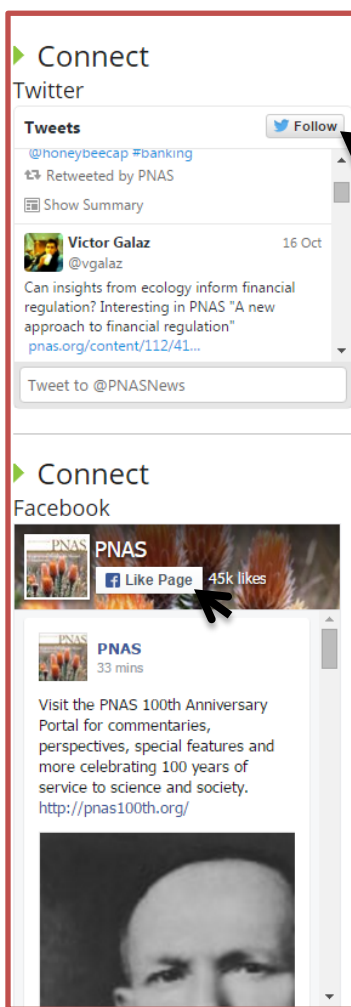 Connect
Twitter
Tweets
Follow
@honeybeecap #banking
Retweeted by PNAS
Show Summary
Victor Galaz 16 Oct
@vgalaz
Can insights from ecology inform financial
regulation? Interesting in PNAS "A new
approach to financial regulation"
pnas.org/content/112/41...
Tweet to @PNASNews
Connect
Facebook
PNAS
PNAS
Like Page 45k likes
PNAS
PNAS
33 mins
Visit the PNAS 100th Anniversary
Portal for commentaries,
perspectives, special features and
more celebrating 100 years of
service to science and society.
http://pnas100th.org/